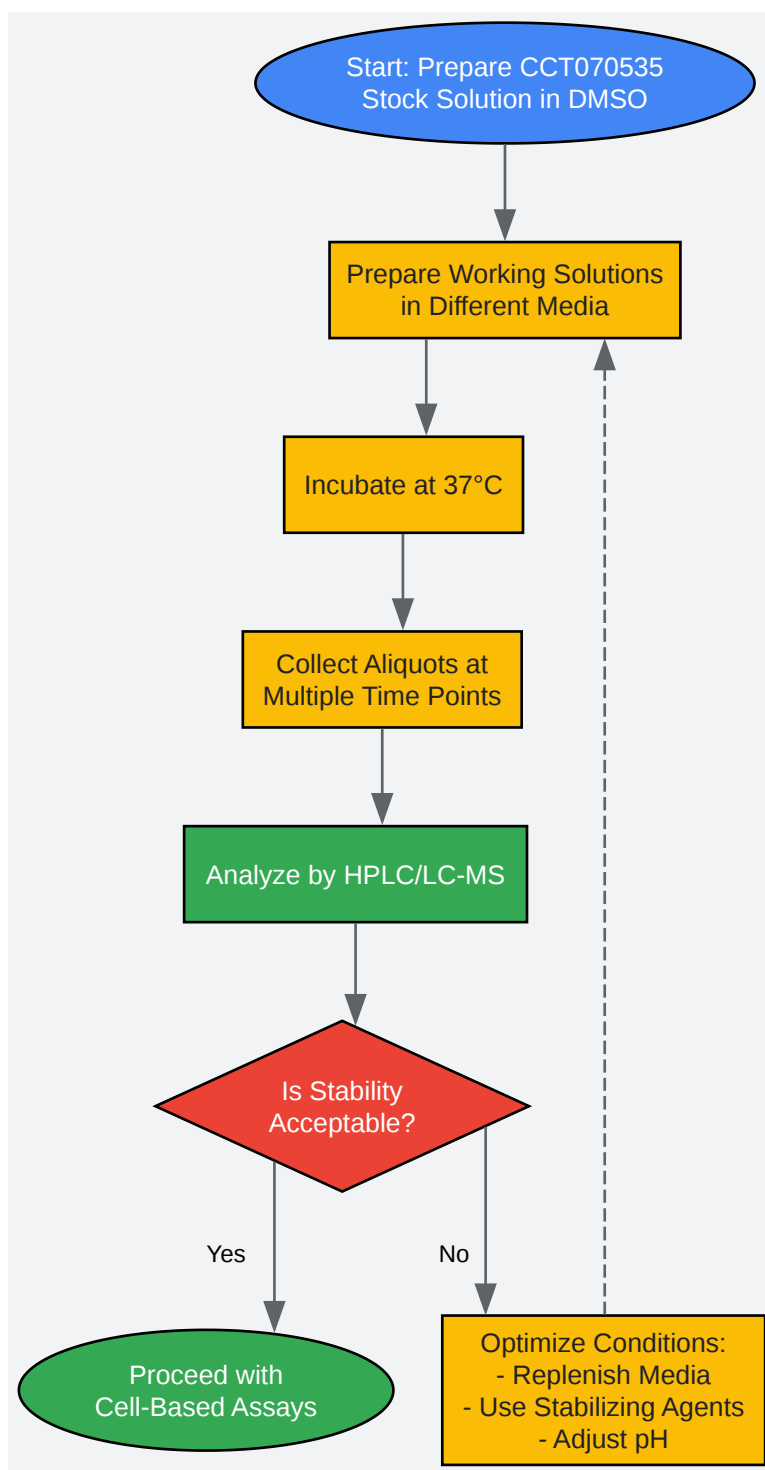 Start: Prepare CCT070535
Stock Solution in DMSO
Prepare Working Solutions
in Different Media
Incubate at 37°C
Collect Aliquots at
Multiple Time Points
Analyze by HPLC/LC-MS
Is Stability
Acceptable?
Yes
No
Proceed with
Cell-Based Assays
Optimize Conditions:
- Replenish Media
- Use Stabilizing Agents
- Adjust pH